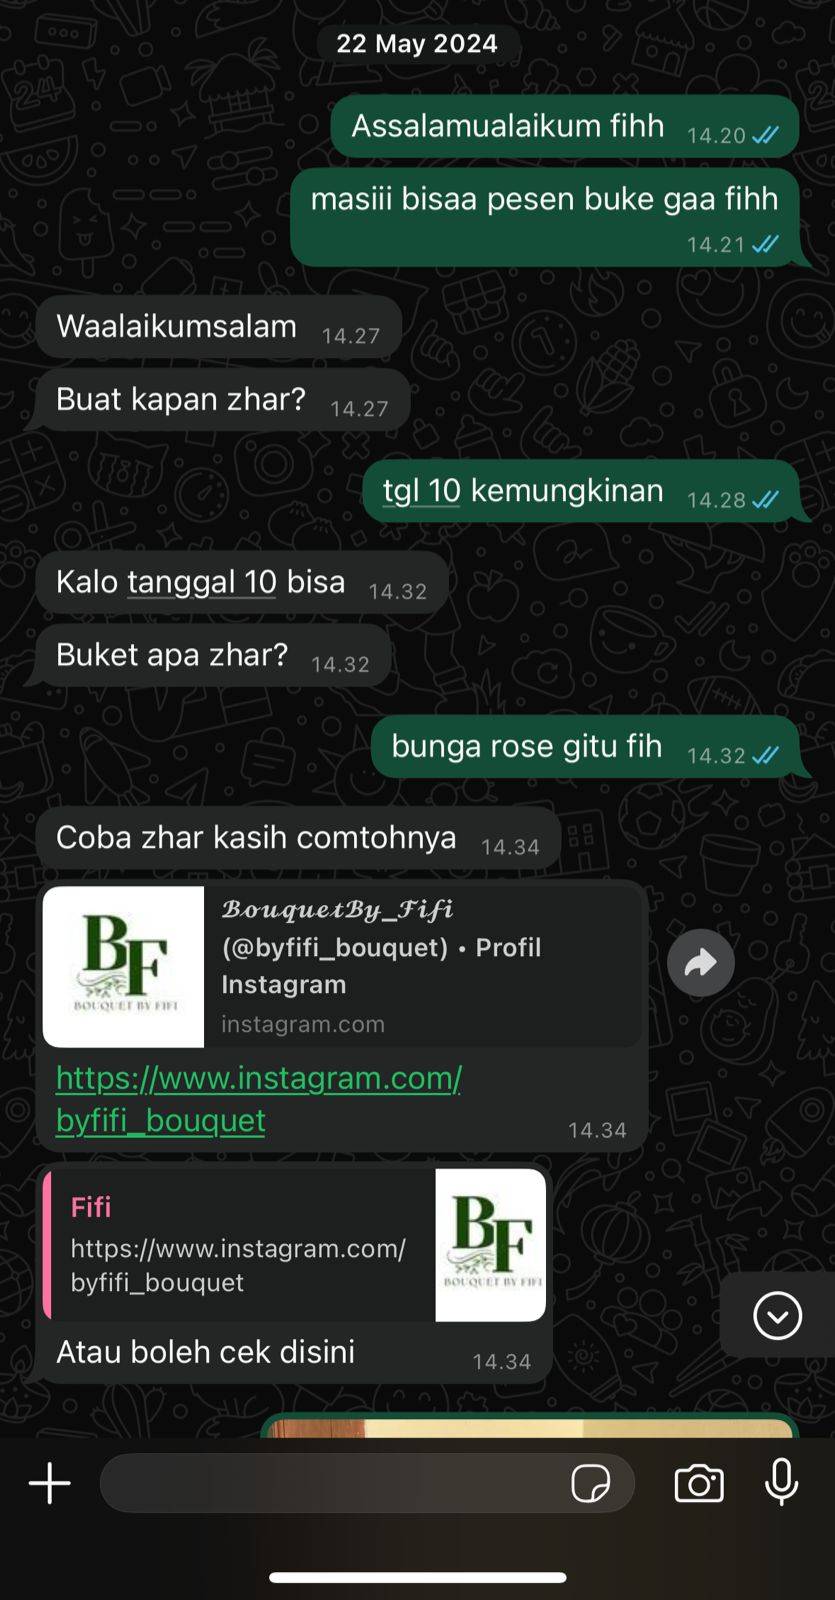 22 May 2024
Assalamualaikum fihh 14.20
masiii bisaa pesen buke gaa fihh
14.21
Waalaikumsalam 14.27
Buat kapan zhar? 14.27
tgl 10 kemungkinan 14.28
Kalo tanggal 10 bisa 14.32
Buket apa zhar? 14.32
bunga rose gitu fih 14.32
Coba zhar kasih comtohnya 14.34
BF
BOUQUET BY FIFI
𝓑𝓸𝓾𝓺𝓾𝓮𝓽𝓑𝔂_𝓕𝓲𝓯𝓲
(@byfifi_bouquet) • Profil
Instagram
instagram.com
https://www.instagram.com/
byfifi_bouquet 14.34
Fifi
https://www.instagram.com/
byfifi_bouquet
BF
BOUQUET BY FIFI
Atau boleh cek disini 14.34